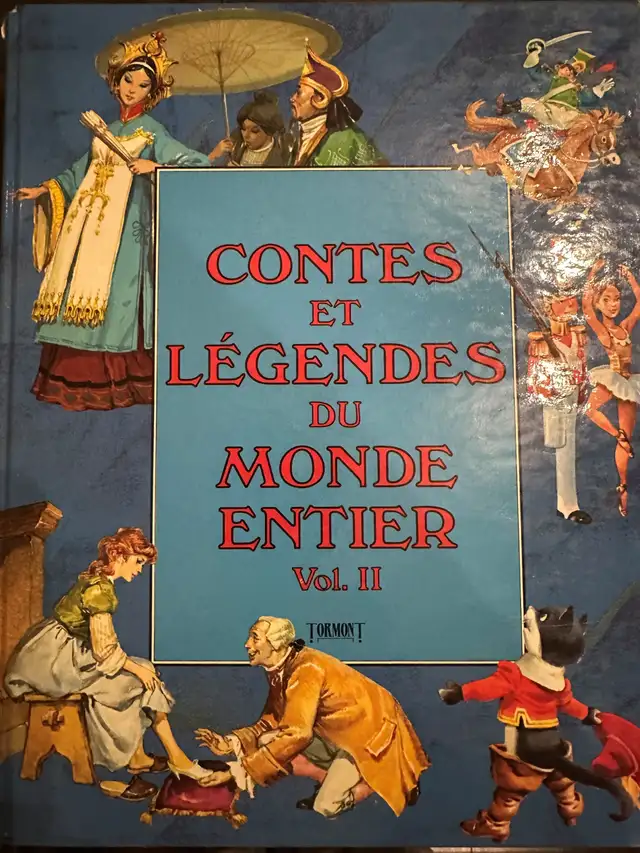 CONTES
ET
LÉGENDES
DU
MONDE
ENTIER
Vol. II
TORMONT